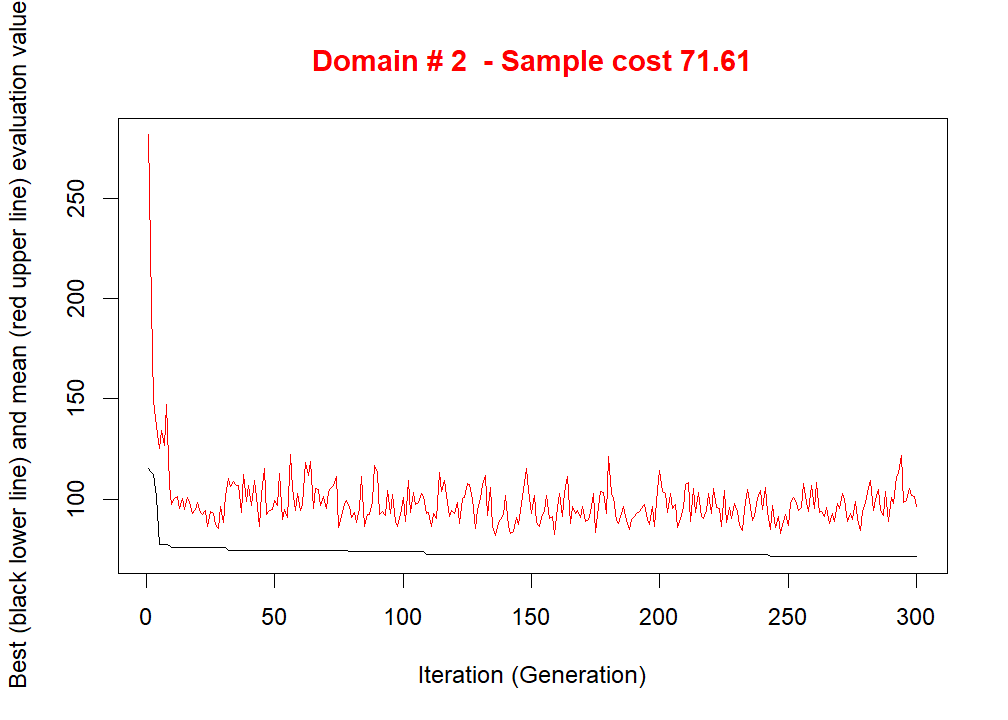 Domain # 2  - Sample cost 71.61
Best (black lower line) and mean (red upper line) evaluation value
250
200
150
100
0 50 100 150 200 250 300
Iteration (Generation)